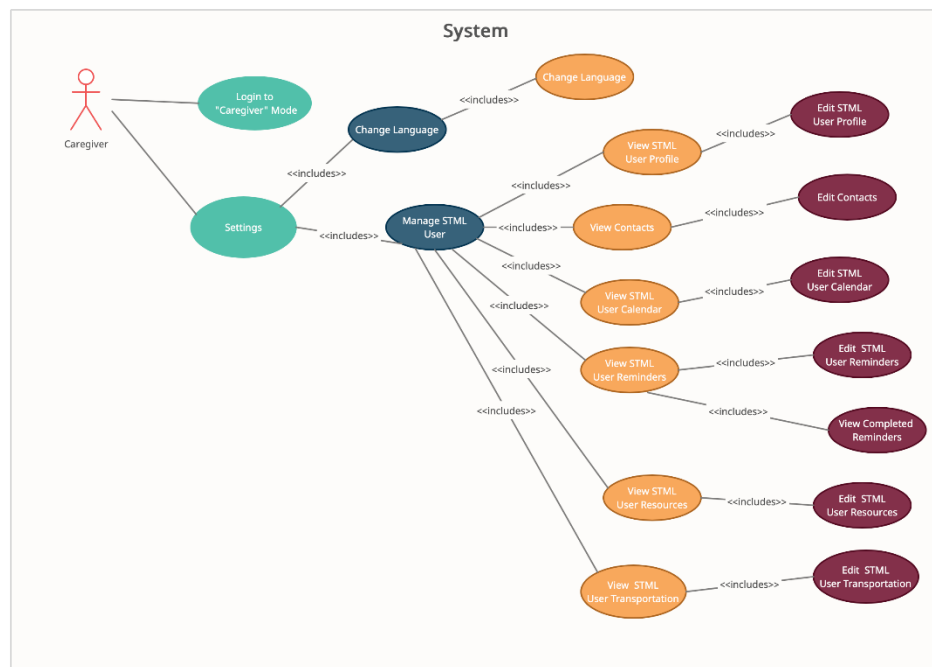 System
Change Language
<<includes>>
Login to
"Caregiver" Mode
Caregiver
Change Language
Edit STML
User Profile
<<includes>>
View STML
User Profile
<<includes>>
<<includes>>
Edit Contacts
<<includes>>
Settings
<<includes>>
Manage STML
User
<<includes>>
View Contacts
<<includes>>
Edit STML
User Calendar
<<includes>>
View STML
User Calendar
<<includes>>
Edit STML
User Reminders
<<includes>>
View STML
User Reminders
<<includes>>
<<includes>>
<<includes>>
View Completed
Reminders
View STML
User Resources
<<includes>>
Edit STML
User Resources
View STML
User Transportation
<<includes>>
Edit STML
User Transportation